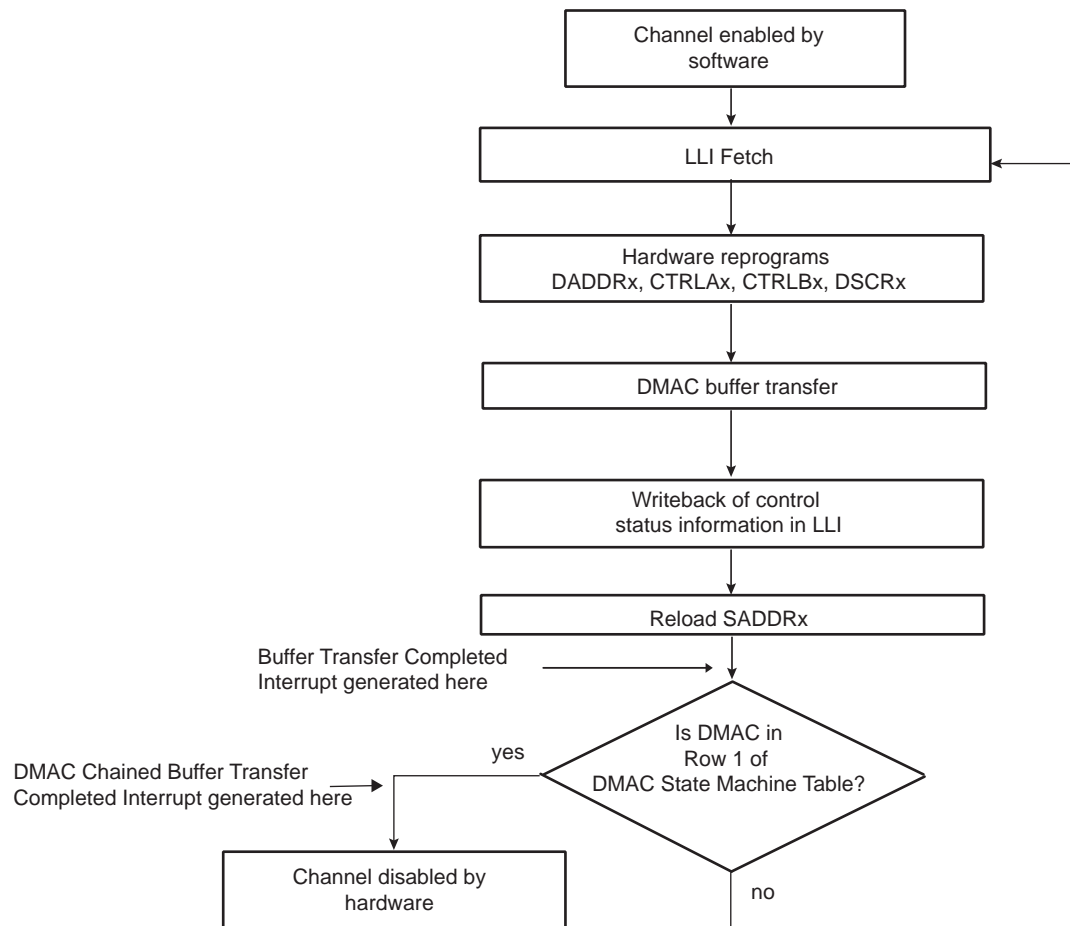 Channel enabled by
software
LLI Fetch
Hardware reprograms
DADDRx, CTRLAx, CTRLBx, DSCRx
DMAC buffer transfer
Writeback of control
status information in LLI
Reload SADDRx
Buffer Transfer Completed
Interrupt generated here
Is DMAC in
Row 1 of
DMAC State Machine Table?
yes
DMAC Chained Buffer Transfer
Completed Interrupt generated here
Channel disabled by
hardware
no